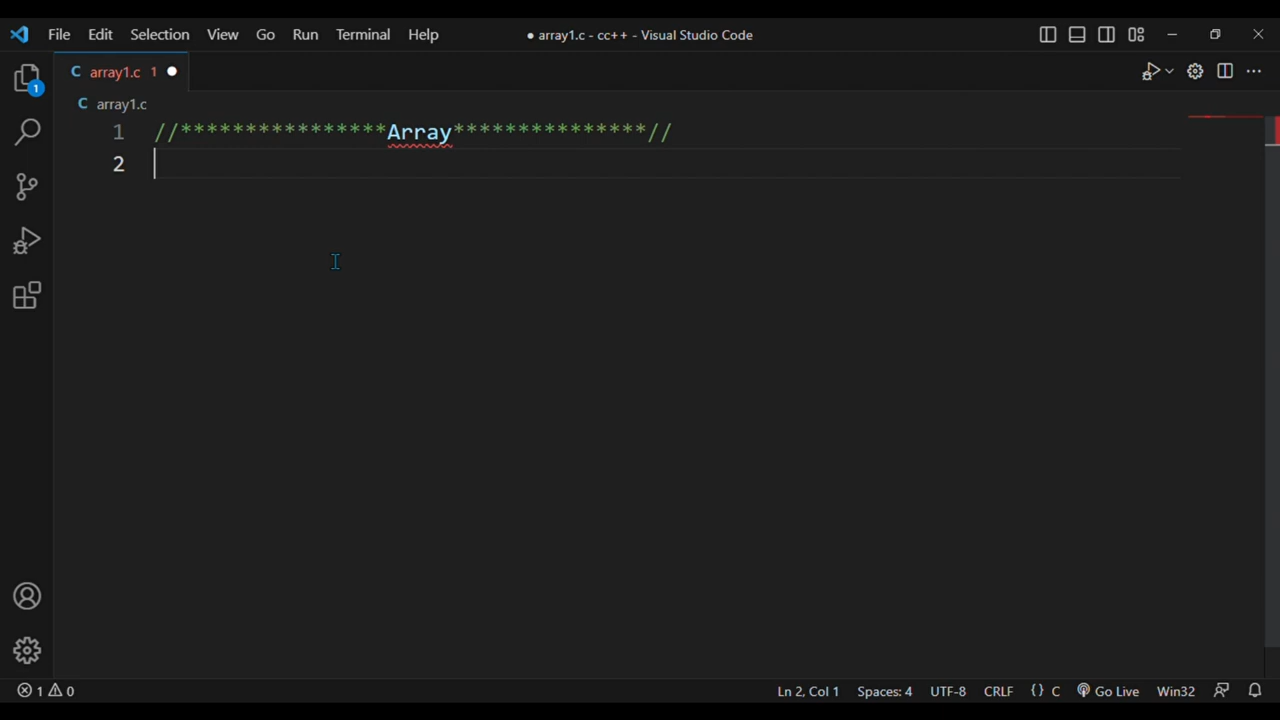 File Edit Selection View Go Run Terminal Help ● array1.c - cc++ - Visual Studio Code
C array1.c 1 ●
1
C array1.c
1 //****************Array***************//
2
1 0 Ln 2, Col 1 Spaces: 4 UTF-8 CRLF {} C Go Live Win32